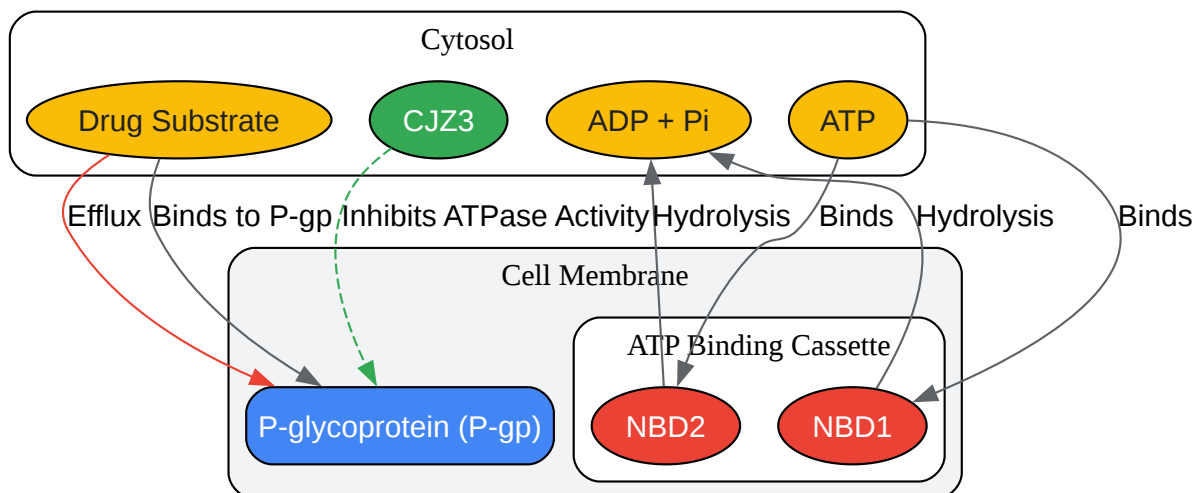 Cytosol
Drug Substrate
CJZ3
ADP + Pi
ATP
Efflux
Binds to P-gp
Inhibits ATPase Activity
Hydrolysis
Binds
Hydrolysis
Binds
Cell Membrane
ATP Binding Cassette
P-glycoprotein (P-gp)
NBD2
NBD1